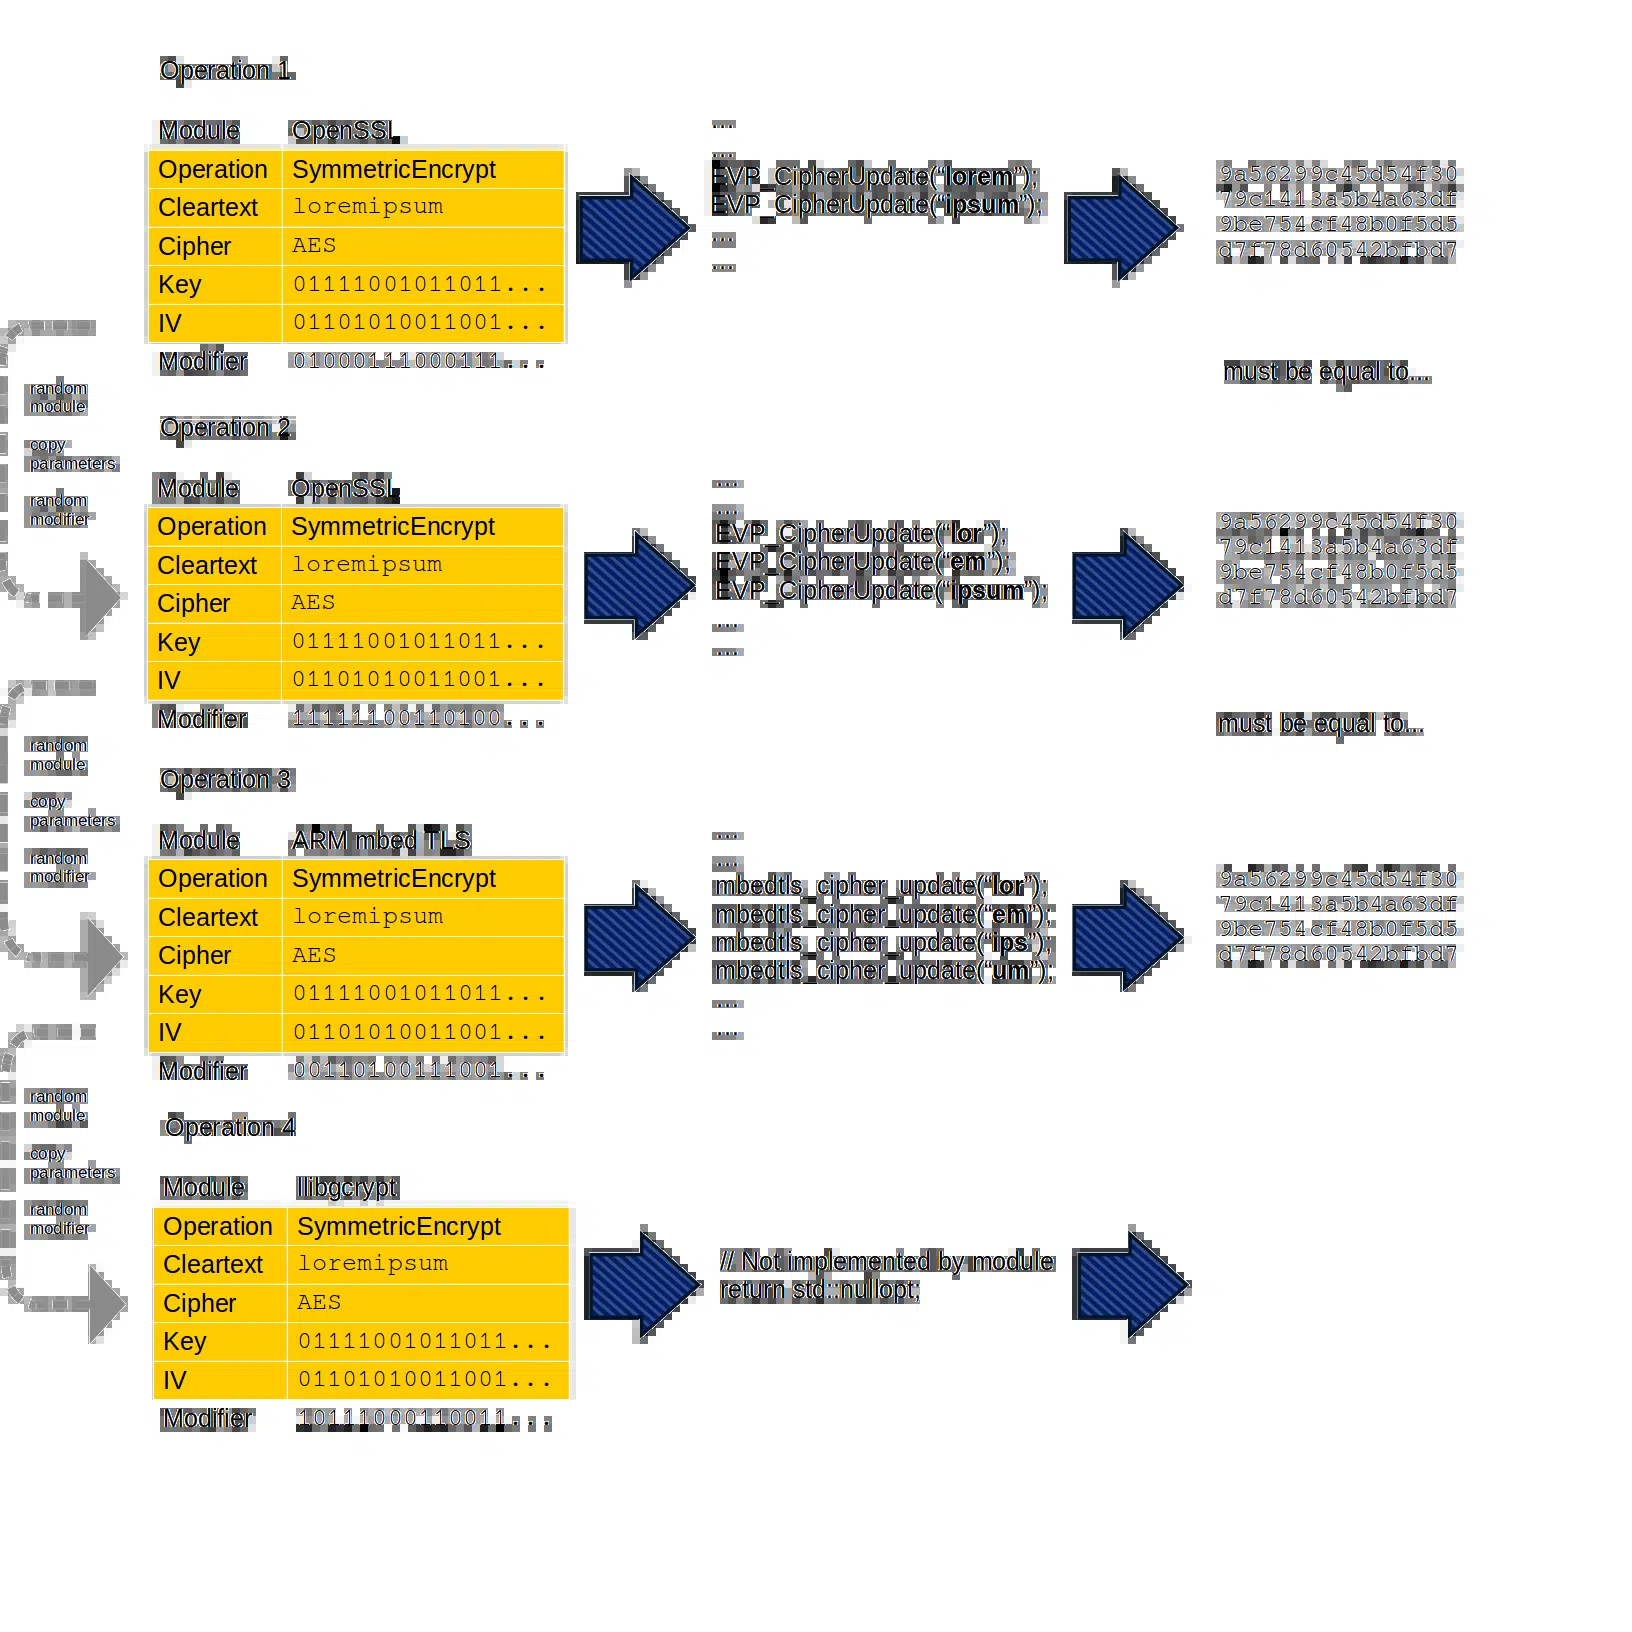 Operation 1
Module OpenSSL
Operation SymmetricEncrypt
Cleartext loremipsum
Cipher AES
Key 01111001011011...
IV 01101010011001...
Modifier 01000111000111...
...
...
EVP_CipherUpdate(“lorem”);
EVP_CipherUpdate(“ipsum”);
...
...
9a56299c45d54f30
79c1413a5b4a63df
9be754cf48b0f5d5
d7f78d60542bfbd7
must be equal to...
random
module
copy
parameters
random
modifier
Operation 2
Module OpenSSL
Operation SymmetricEncrypt
Cleartext loremipsum
Cipher AES
Key 01111001011011...
IV 01101010011001...
Modifier 11111100110100...
....
....
EVP_CipherUpdate(“lor”);
EVP_CipherUpdate(“em”);
EVP_CipherUpdate(“ipsum”);
....
....
9a56299c45d54f30
79c1413a5b4a63df
9be754cf48b0f5d5
d7f78d60542bfbd7
must be equal to...
random
module
copy
parameters
random
modifier
Operation 3
Module ARM mbed TLS
Operation SymmetricEncrypt
Cleartext loremipsum
Cipher AES
Key 01111001011011...
IV 01101010011001...
Modifier 00110100111001...
....
....
mbedtls_cipher_update(“lor”);
mbedtls_cipher_update(“em”);
mbedtls_cipher_update(“ips”);
mbedtls_cipher_update(“um”);
....
....
9a56299c45d54f30
79c1413a5b4a63df
9be754cf48b0f5d5
d7f78d60542bfbd7
random
module
copy
parameters
random
modifier
Operation 4
Module libgcrypt
Operation SymmetricEncrypt
Cleartext loremipsum
Cipher AES
Key 01111001011011...
IV 01101010011001...
Modifier 10111000110011...
// Not implemented by module
return std::nullopt;